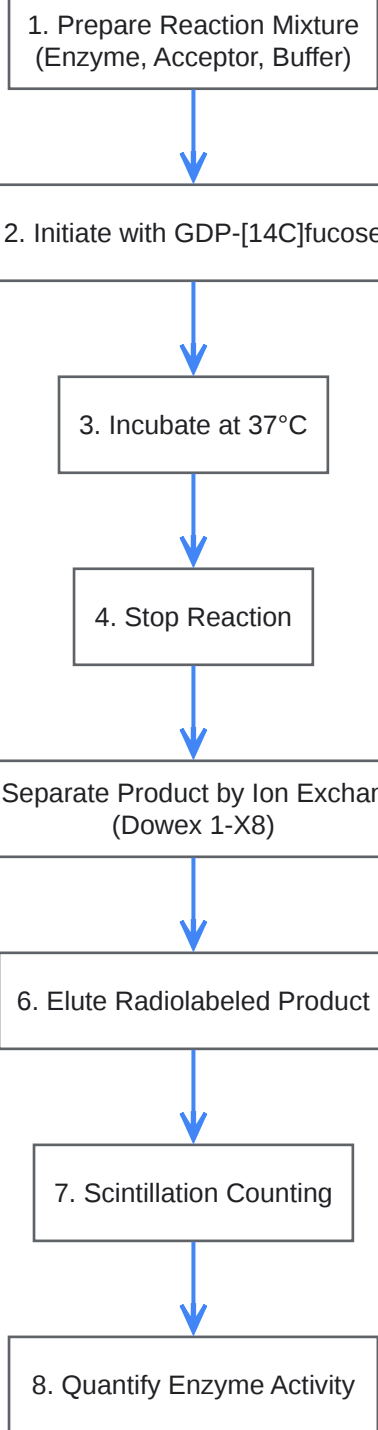 1. Prepare Reaction Mixture
(Enzyme, Acceptor, Buffer)
2. Initiate with GDP-[14C]fucose
3. Incubate at 37°C
4. Stop Reaction
Separate Product by Ion Exchan
(Dowex 1-X8)
6. Elute Radiolabeled Product
7. Scintillation Counting
8. Quantify Enzyme Activity